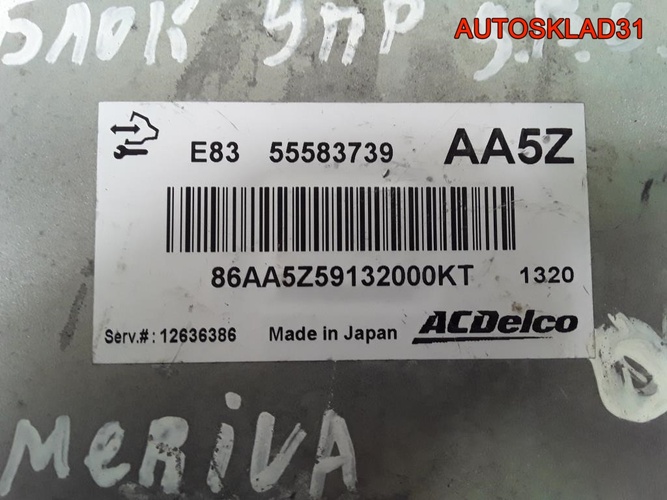 БЛОК УПР Д.В.С.
AUTOSKLAD31
E83 55583739 AA5Z
86AA5Z59132000KT 1320
Serv.#: 12636386 Made in Japan ACDelco
MERiVA